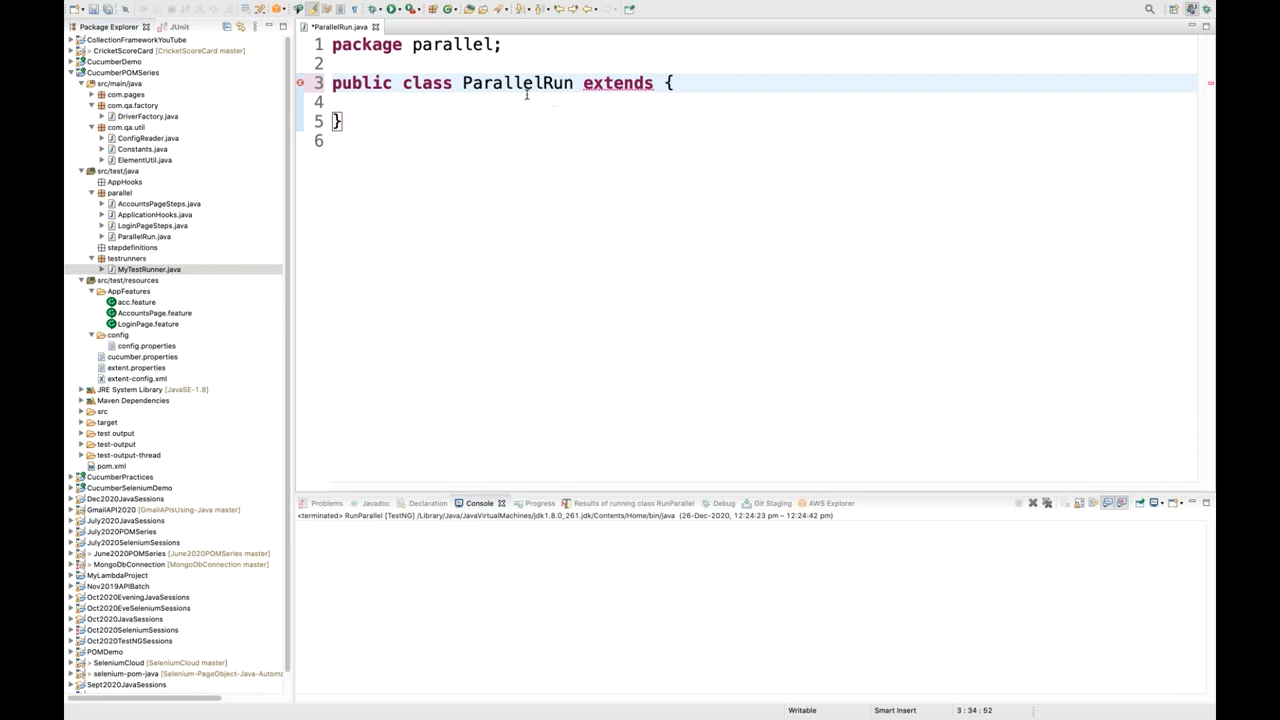 Package Explorer
JUnit
CollectionFrameworkYouTube
> CricketScoreCard [CricketScoreCard master]
CucumberDemo
CucumberPOMSeries
src/main/java
com.pages
com.qa.factory
DriverFactory.java
com.qa.util
ConfigReader.java
Constants.java
ElementUtil.java
src/test/java
AppHooks
parallel
AccountsPageSteps.java
ApplicationHooks.java
LoginPageSteps.java
ParallelRun.java
stepdefinitions
testrunners
MyTestRunner.java
src/test/resources
AppFeatures
acc.feature
AccountsPage.feature
LoginPage.feature
config
config.properties
cucumber.properties
extent.properties
extent-config.xml
JRE System Library [JavaSE-1.8]
Maven Dependencies
src
target
test output
test-output
test-output-thread
pom.xml
CucumberPractices
CucumberSeleniumDemo
Dec2020JavaSessions
GmailAPI2020 [GmailAPIsUsing-Java master]
July2020JavaSessions
July2020POMSeries
July2020SeleniumSessions
> June2020POMSeries [June2020POMSeries master]
> MongoDbConnection [MongoDbConnection master]
MyLambdaProject
Nov2019APIBatch
Oct2020EveningJavaSessions
Oct2020EveSeleniumSessions
Oct2020JavaSessions
Oct2020SeleniumSessions
Oct2020TestNGSessions
POMDemo
> SeleniumCloud [SeleniumCloud master]
> selenium-pom-java [Selenium-PageObject-Java-Automa
Sept2020JavaSessions
*ParallelRun.java
1 package parallel;
2
3 public class ParallelRun extends {
4
5 }
6
Problems Javadoc Declaration Console Progress Results of running class RunParallel Debug Git Staging AWS Explorer
<terminated> RunParallel [TestNG] /Library/Java/JavaVirtualMachines/jdk1.8.0_261.jdk/Contents/Home/bin/java (26-Dec-2020, 12:24:23 pm – 12:24:42 pm)
Writable Smart Insert 3 : 34 : 52